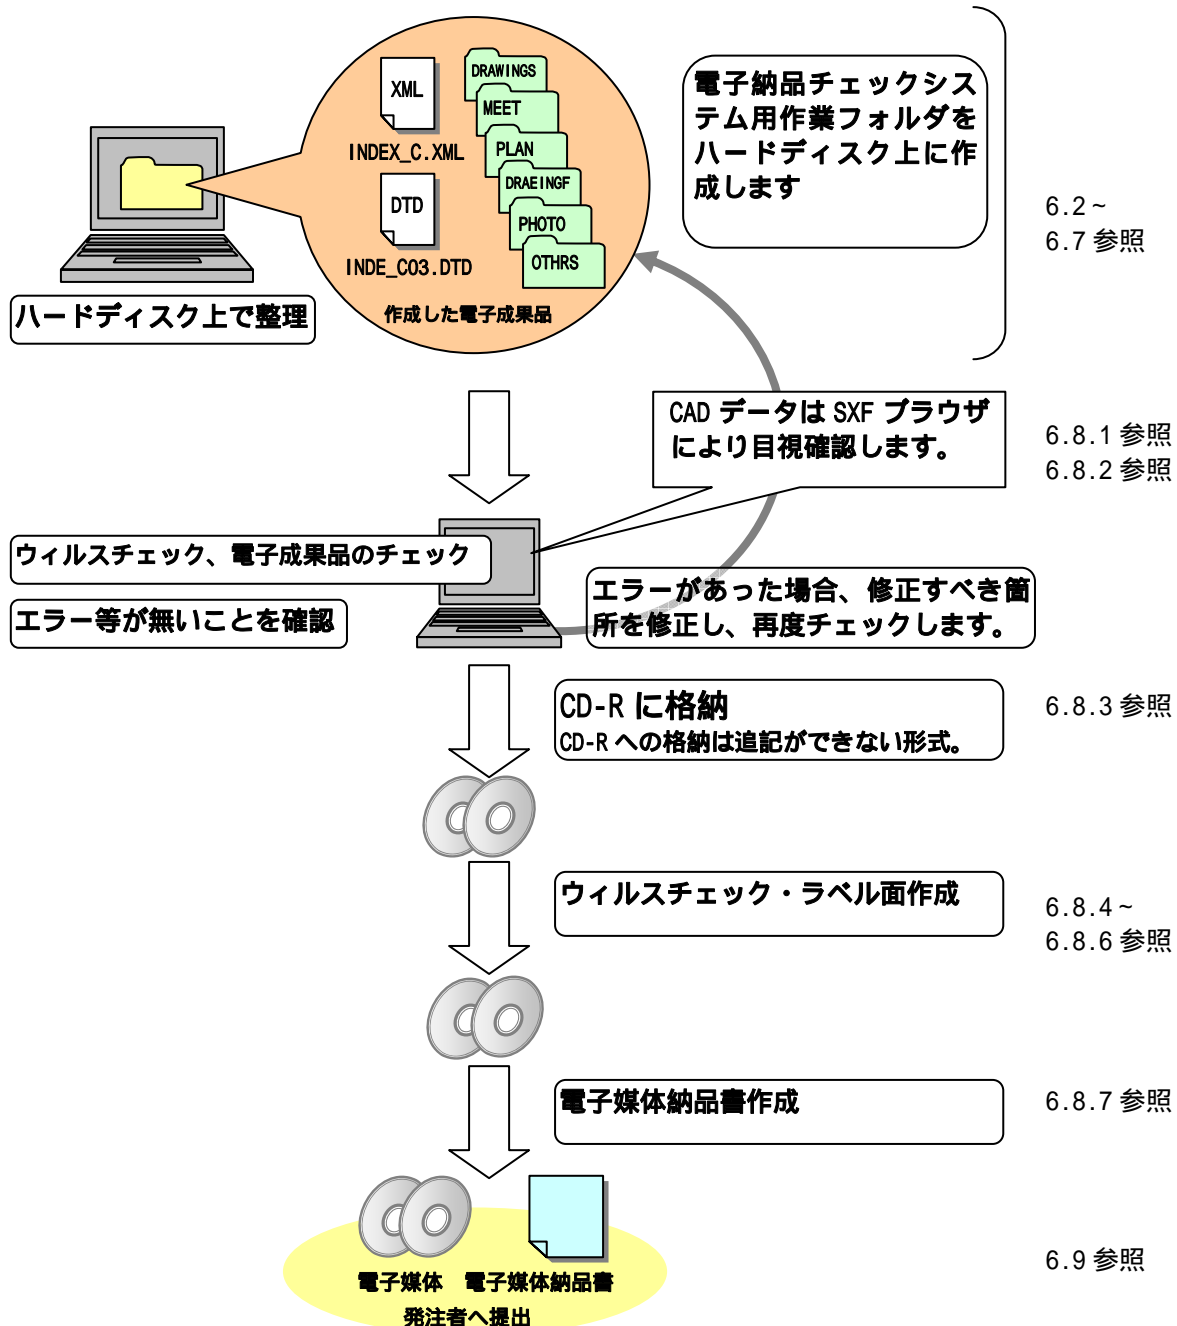 XML
INDEX_C.XML
DTD
INDE_C03.DTD
DRAWINGS
MEET
PLAN
DRAEINGF
PHOTO
OTHRS
作成した電子成果品
ハードディスク上で整理
電子納品チェックシス
テム用作業フォルダを
ハードディスク上に作
成します
6.2~
6.7 参照
CAD データは SXF ブラウザ
により目視確認します。
6.8.1 参照
6.8.2 参照
ウィルスチェック、電子成果品のチェック
エラー等が無いことを確認
エラーがあった場合、修正すべき箇
所を修正し、再度チェックします。
CD-R に格納
CD-R への格納は追記ができない形式。
6.8.3 参照
ウィルスチェック・ラベル面作成
6.8.4~
6.8.6 参照
電子媒体納品書作成
6.8.7 参照
電子媒体 電子媒体納品書
発注者へ提出
6.9 参照